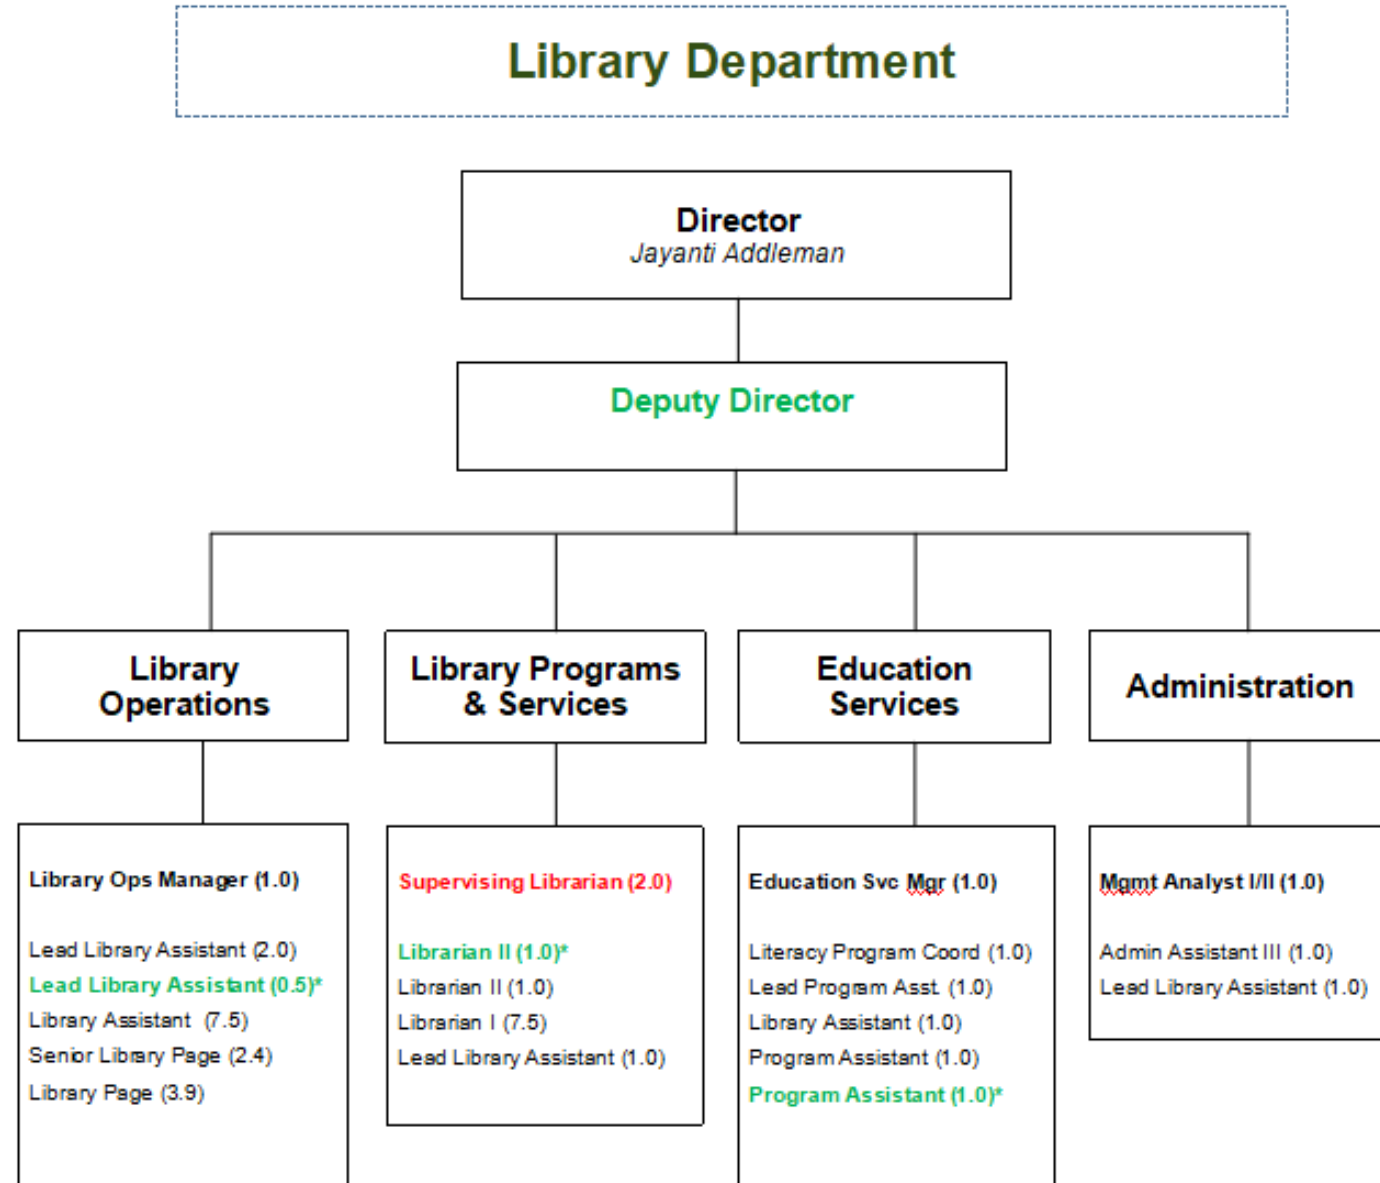 Library Department
Director
Jayanti Addleman
Deputy Director
Library
Operations
Library Programs
& Services
Education
Services
Administration
Library Ops Manager (1.0)
Lead Library Assistant (2.0)
Lead Library Assistant (0.5)*
Library Assistant (7.5)
Senior Library Page (2.4)
Library Page (3.9)
Supervising Librarian (2.0)
Librarian II (1.0)*
Librarian II (1.0)
Librarian I (7.5)
Lead Library Assistant (1.0)
Education Svc Mgr (1.0)
Literacy Program Coord (1.0)
Lead Program Asst. (1.0)
Library Assistant (1.0)
Program Assistant (1.0)
Program Assistant (1.0)*
Mgmt Analyst I/II (1.0)
Admin Assistant III (1.0)
Lead Library Assistant (1.0)